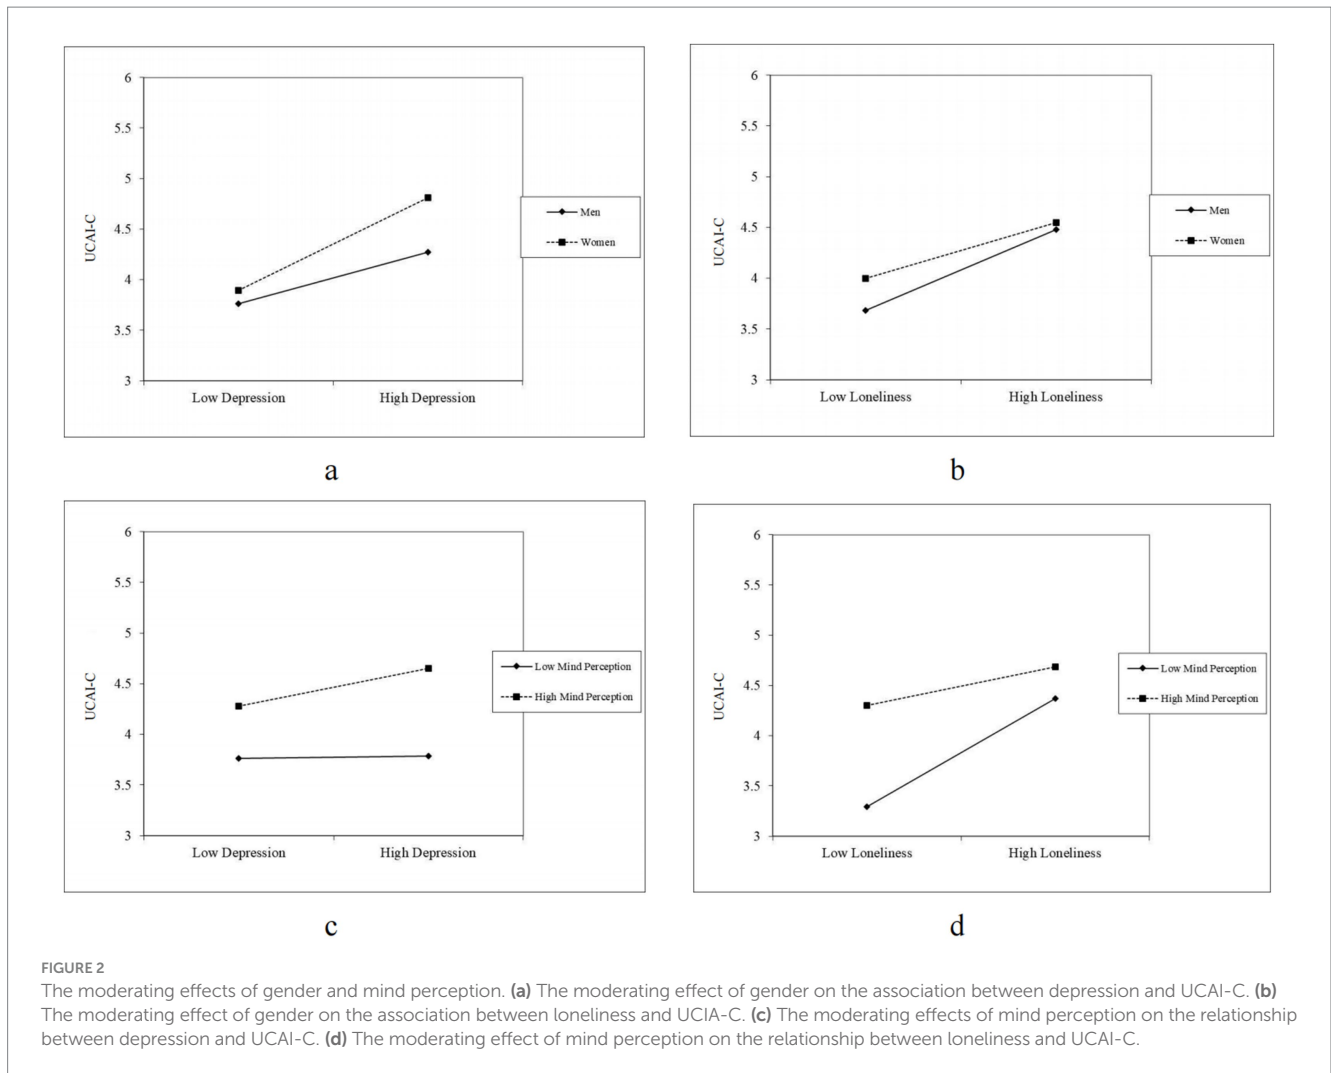 6
5.5
5
4.5
4
3.5
3
UCAI-C
Low Depression
High Depression
Men
Women
a
6
5.5
5
4.5
4
3.5
3
UCAI-C
Low Loneliness
High Loneliness
Men
Women
b
6
5.5
5
4.5
4
3.5
3
UCAI-C
Low Depression
High Depression
Low Mind Perception
High Mind Perception
c
6
5.5
5
4.5
4
3.5
3
UCAI-C
Low Loneliness
High Loneliness
Low Mind Perception
High Mind Perception
d
FIGURE 2
The moderating effects of gender and mind perception. (a) The moderating effect of gender on the association between depression and UCAI-C. (b)
The moderating effect of gender on the association between loneliness and UCIA-C. (c) The moderating effects of mind perception on the relationship
between depression and UCAI-C. (d) The moderating effect of mind perception on the relationship between loneliness and UCAI-C.